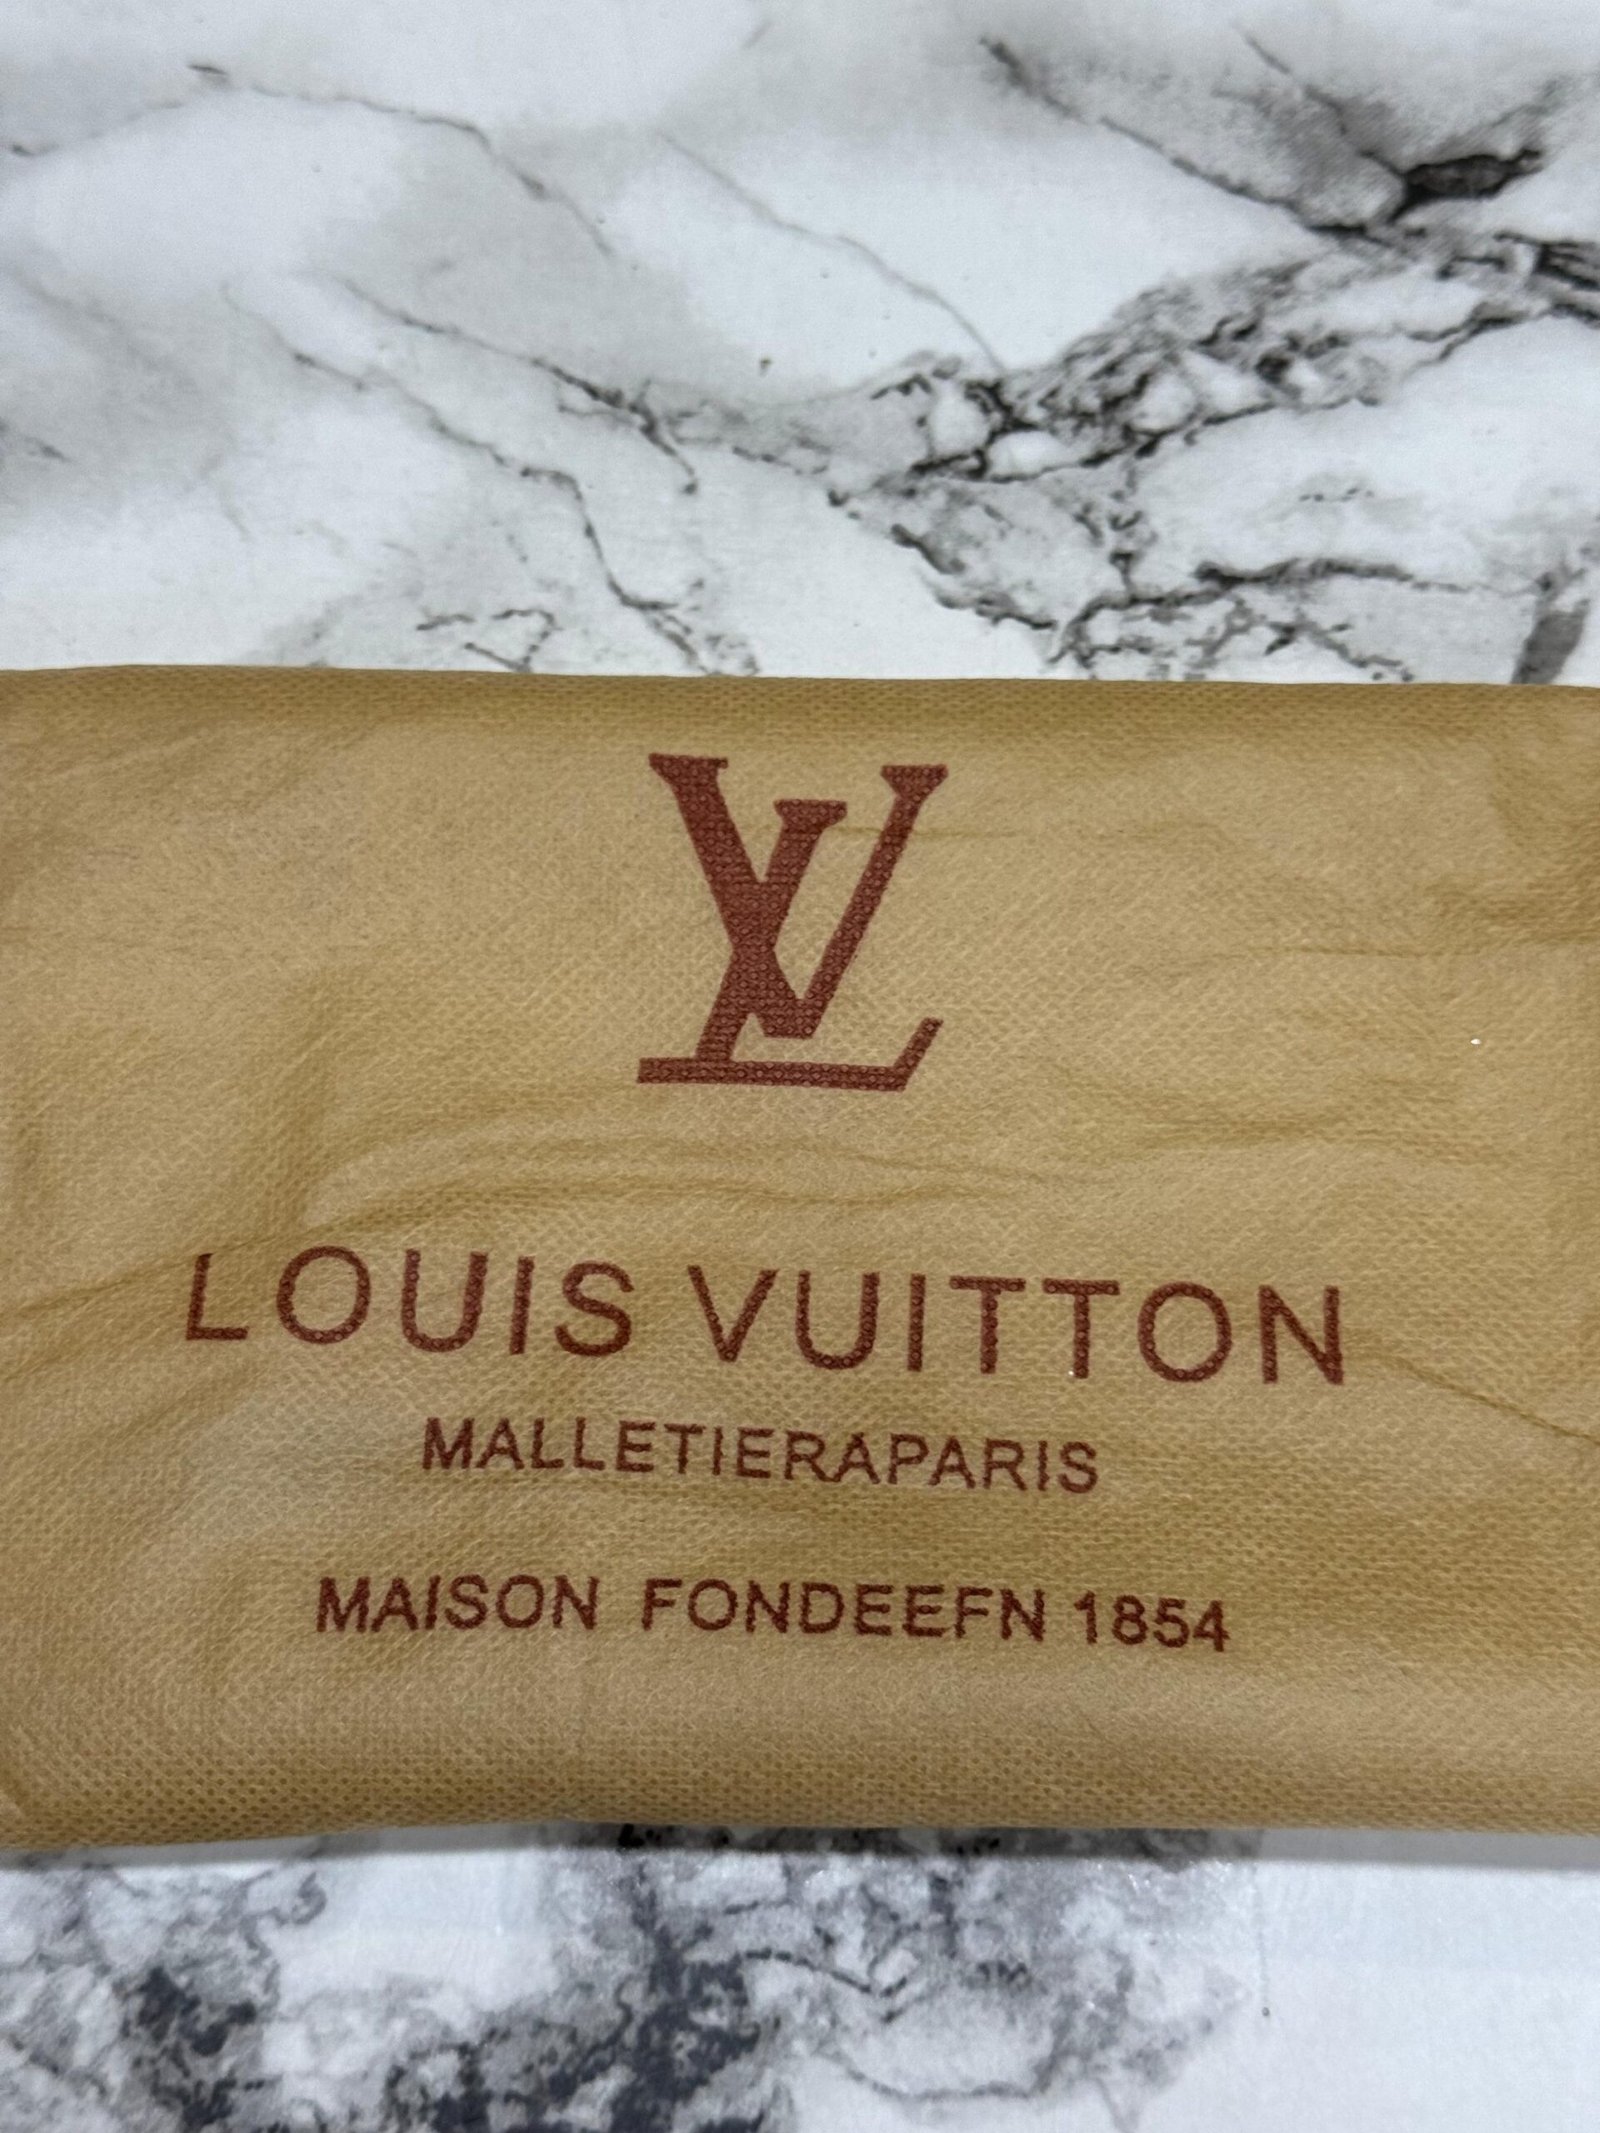 LV
LOUIS VUITTON
MALLETIERAPARIS
MAISON FONDEEFN 1854